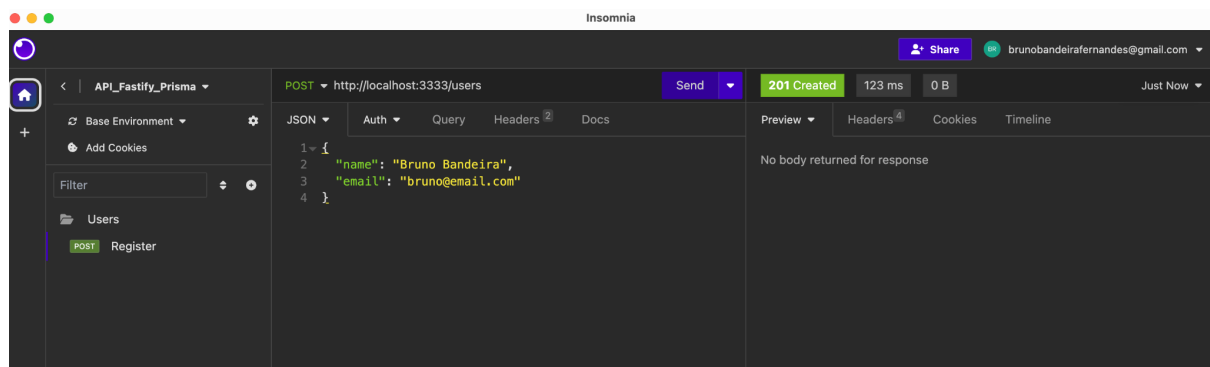 Insomnia
Share BR brunobandeirafernandes@gmail.com
API_Fastify_Prisma
POST http://localhost:3333/users Send
201 Created 123 ms 0 B Just Now
Base Environment
JSON Auth Query Headers 2 Docs
Preview Headers 4 Cookies Timeline
Add Cookies
Filter
Users
POST Register
1 {
2 "name": "Bruno Bandeira",
3 "email": "bruno@email.com"
4 }
No body returned for response